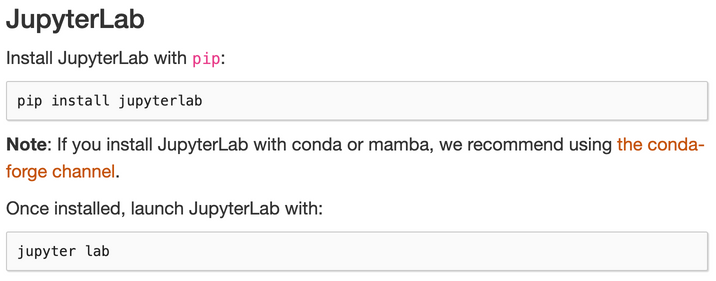 JupyterLab
Install JupyterLab with pip:
pip install jupyterlab
Note: If you install JupyterLab with conda or mamba, we recommend using the conda-
forge channel.
Once installed, launch JupyterLab with:
jupyter lab